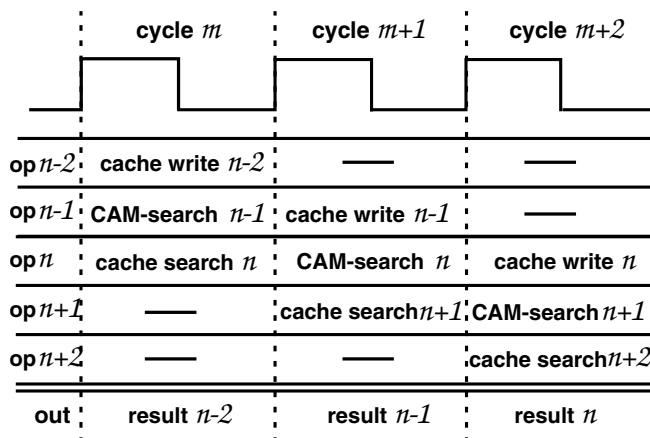 cycle m cycle m+1 cycle m+2
op n-2 cache write n-2
op n-1 CAM-search n-1 cache write n-1
op n cache search n CAM-search n cache write n
op n+1 cache search n+1 CAM-search n+1
op n+2 cache search n+2
out result n-2 result n-1 result n